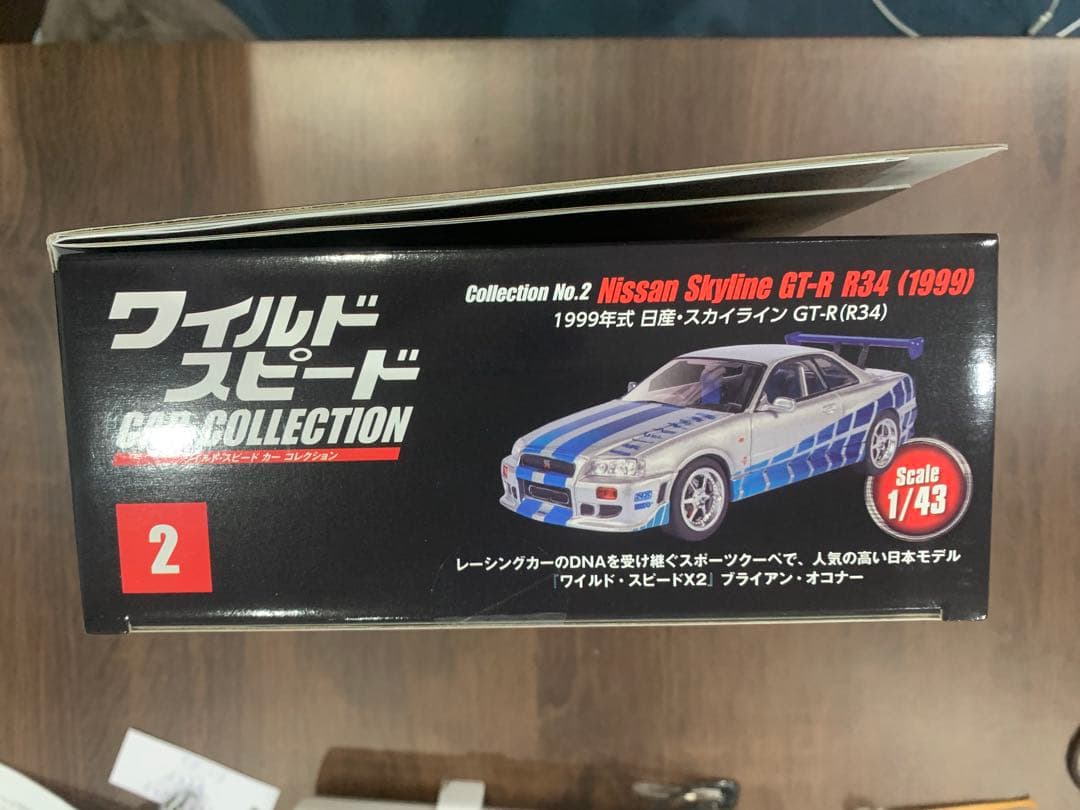 ワイルド
スピード
CAR COLLECTION
ワイルド・スピード カー コレクション
2
Collection No.2 Nissan Skyline GT-R R34 (1999)
1999年式 日産・スカイライン GT-R(R34)
Scale
1/43
レーシングカーのDNAを受け継ぐスポーツクーペで、人気の高い日本モデル
『ワイルド・スピードX2』ブライアン・オコナー